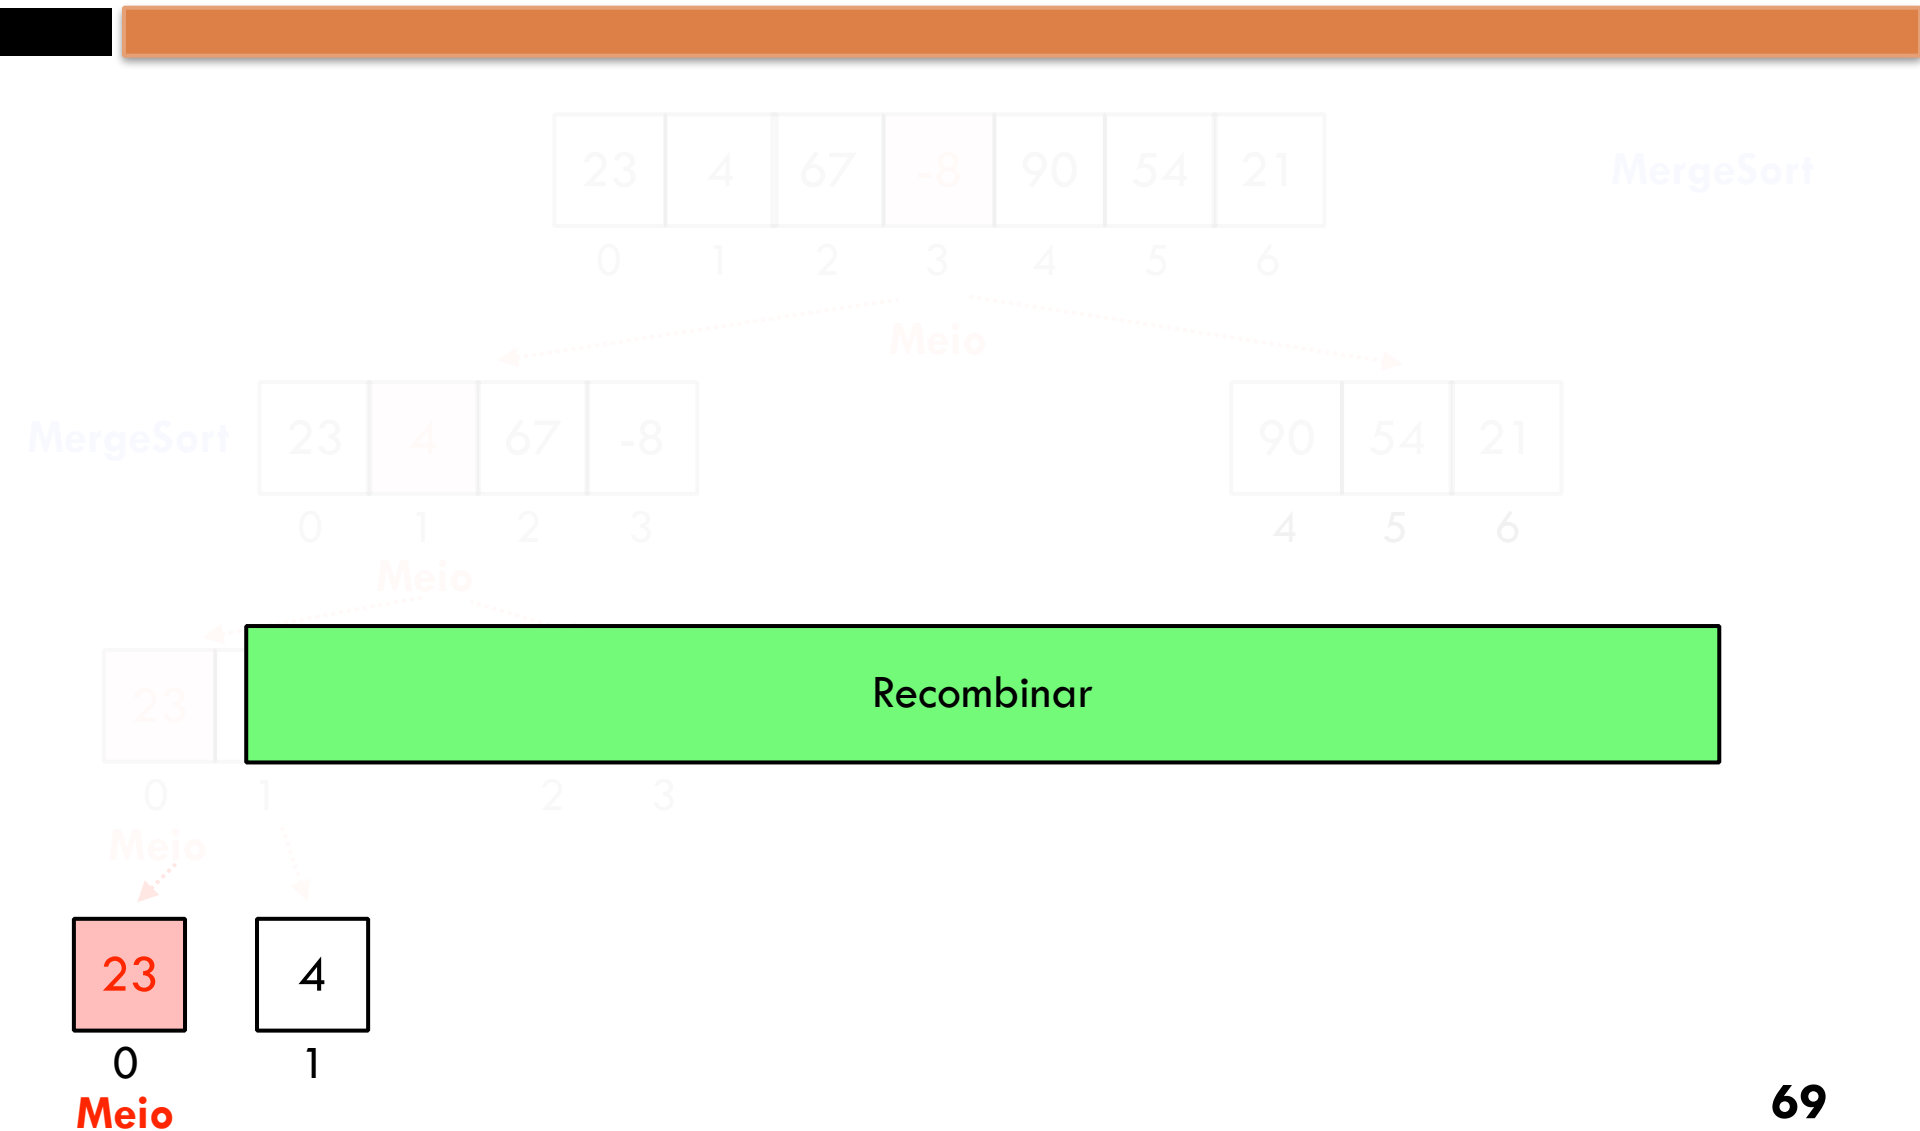 23 4 67 -8 90 54 21 MergeSort
0 1 2 3 4 5 6
Meio
MergeSort 23 4 67 -8 90 54 21
0 1 2 3 4 5 6
Meio
23 Recombinar
0 1 2 3
Meio
23 4
0 1
Meio
69